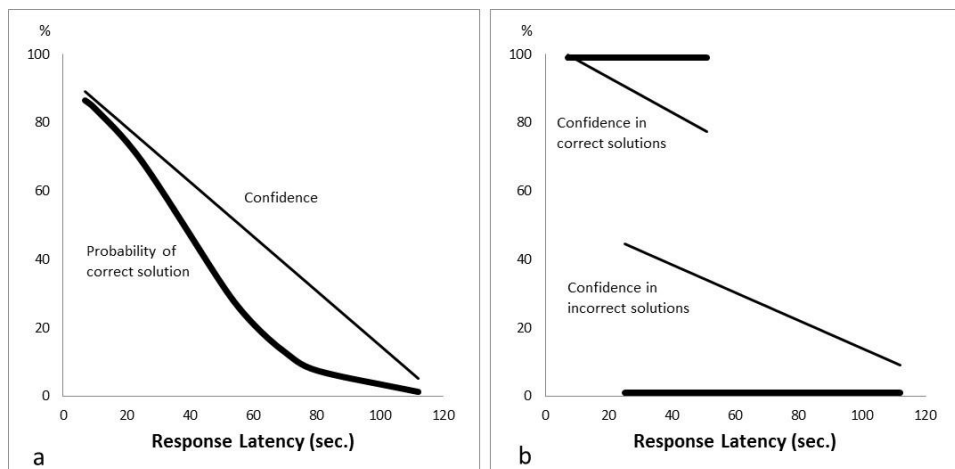 %
100
80
60
40
20
0
Confidence
Probability of
correct solution
0 20 40 60 80 100 120
Response Latency (sec.)
a
%
100
80
60
40
20
0
Confidence in
correct solutions
Confidence in
incorrect solutions
0 20 40 60 80 100 120
Response Latency (sec.)
b